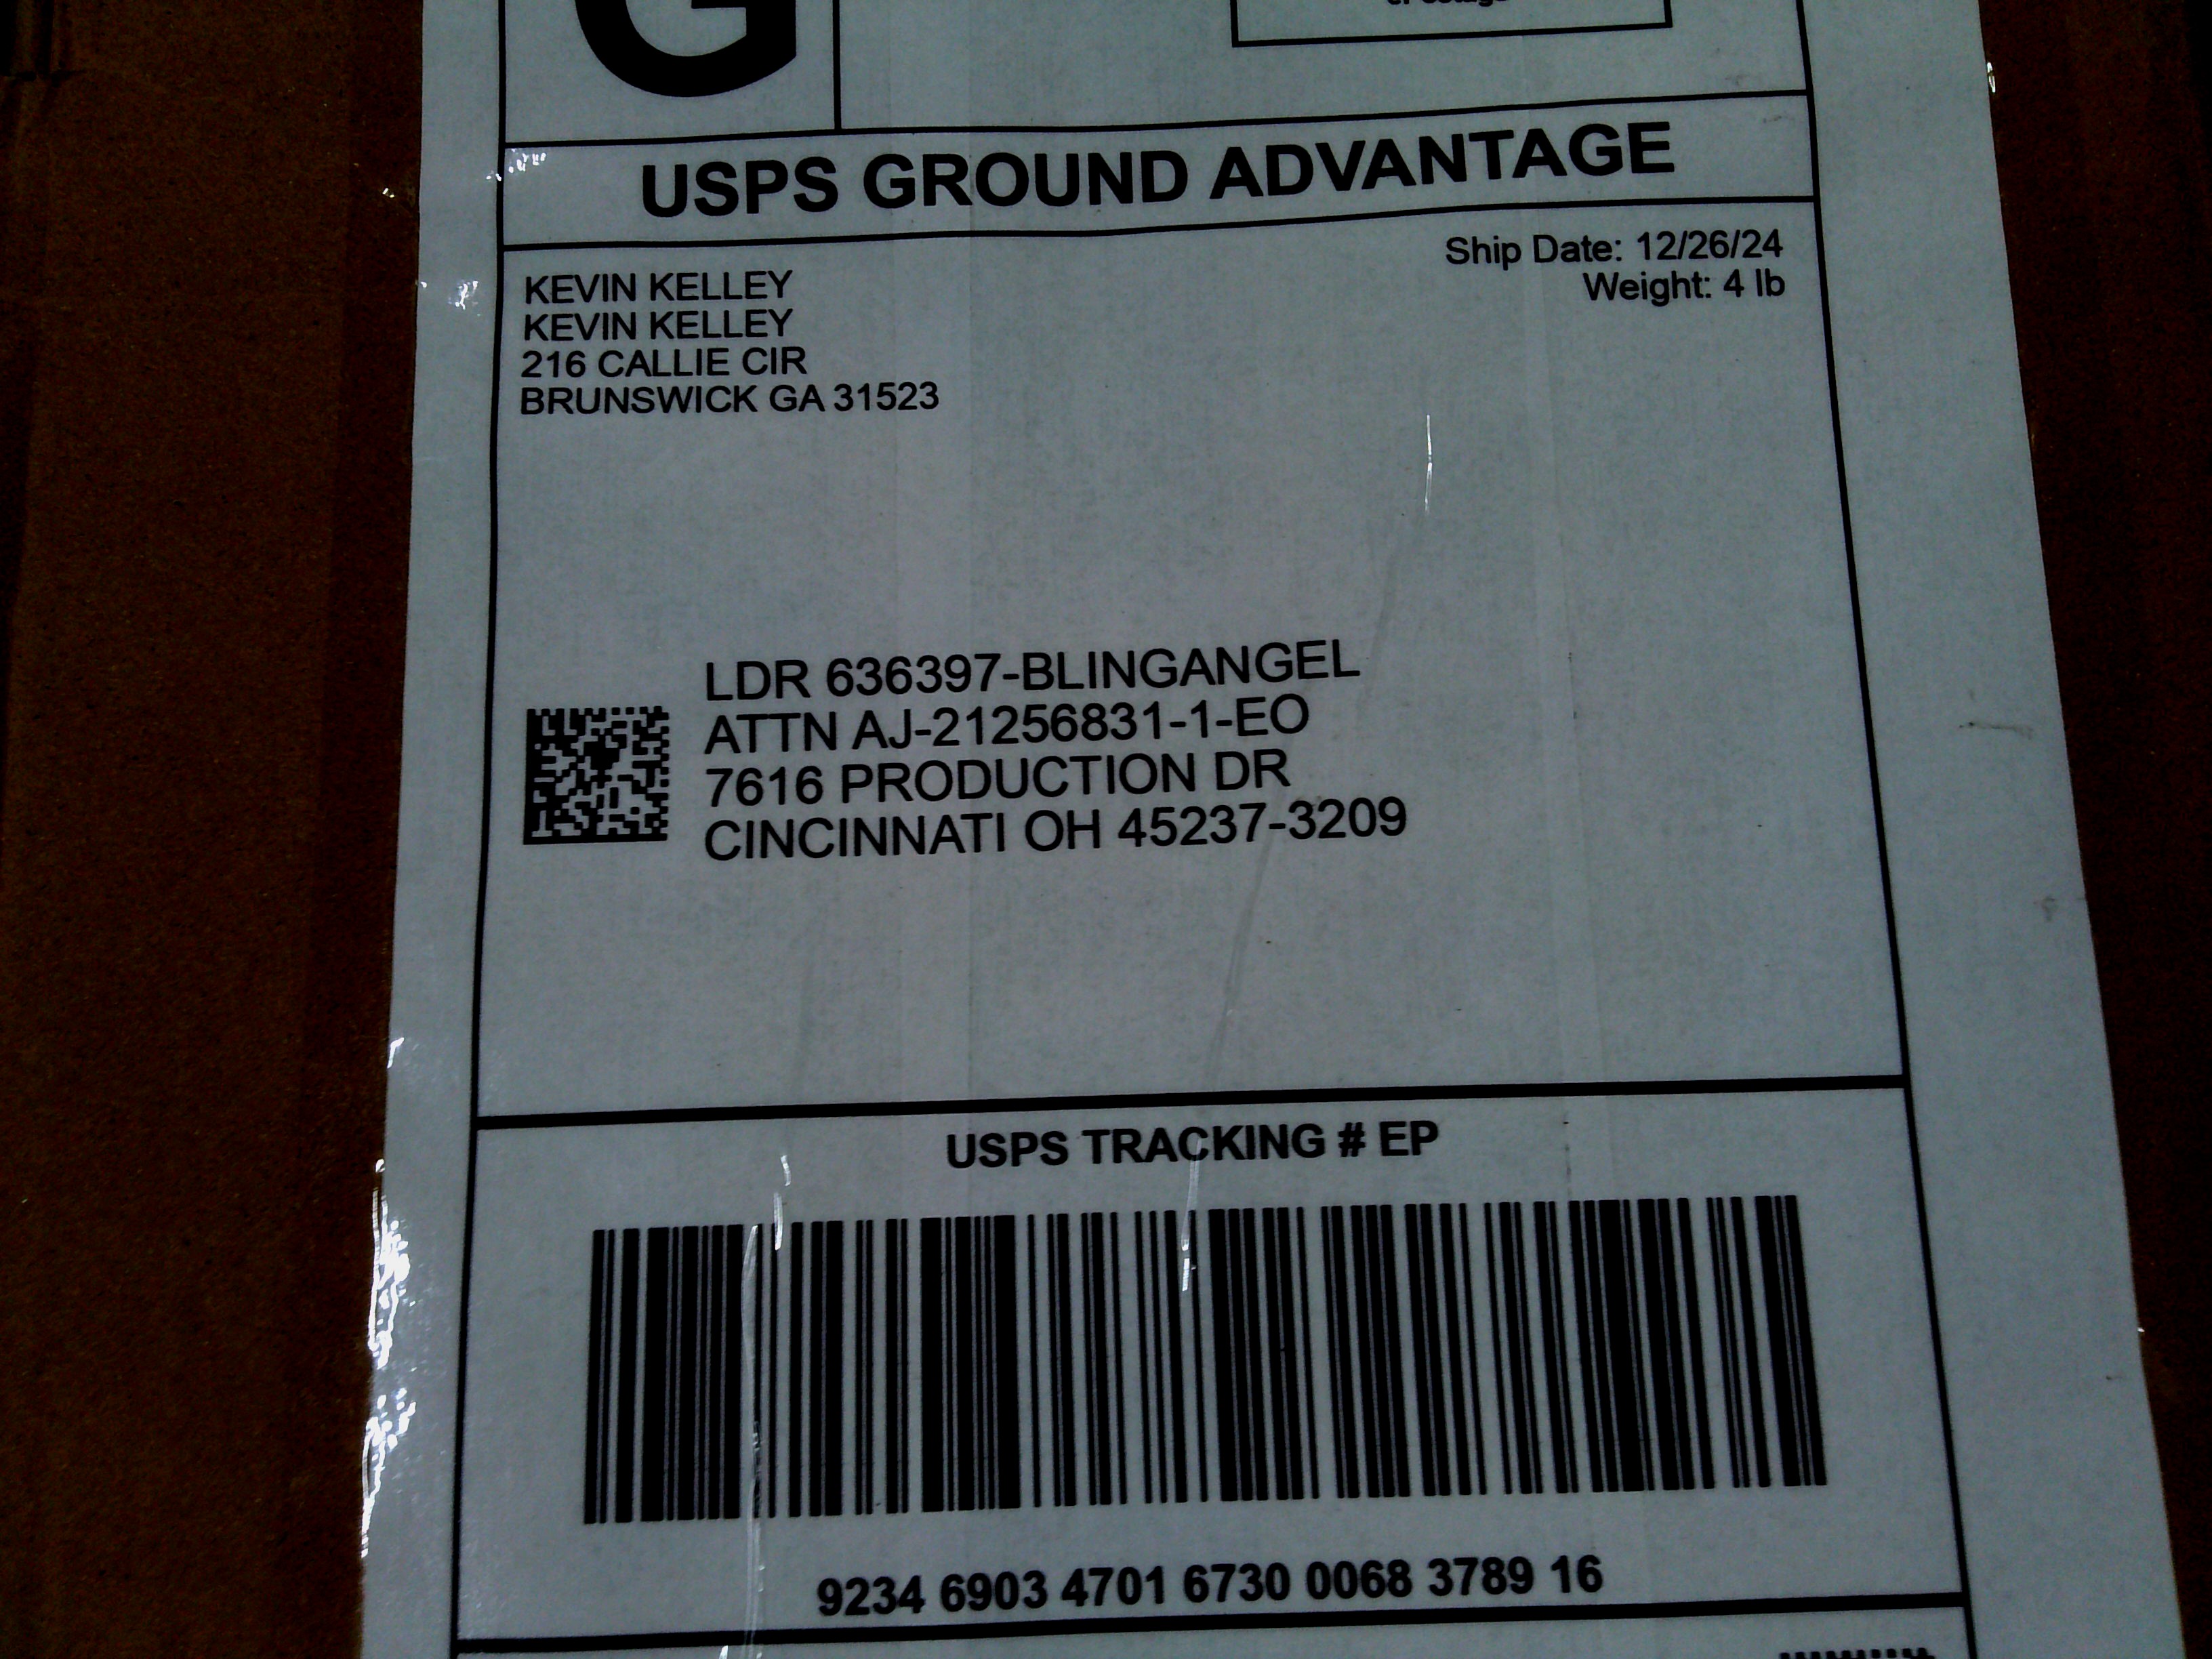 G
USPS GROUND ADVANTAGE
Ship Date: 12/26/24
Weight: 4 lb
KEVIN KELLEY
KEVIN KELLEY
216 CALLIE CIR
BRUNSWICK GA 31523
LDR 636397-BLINGANGEL
ATTN AJ-21256831-1-EO
7616 PRODUCTION DR
CINCINNATI OH 45237-3209
USPS TRACKING # EP
9234 6903 4701 6730 0068 3789 16